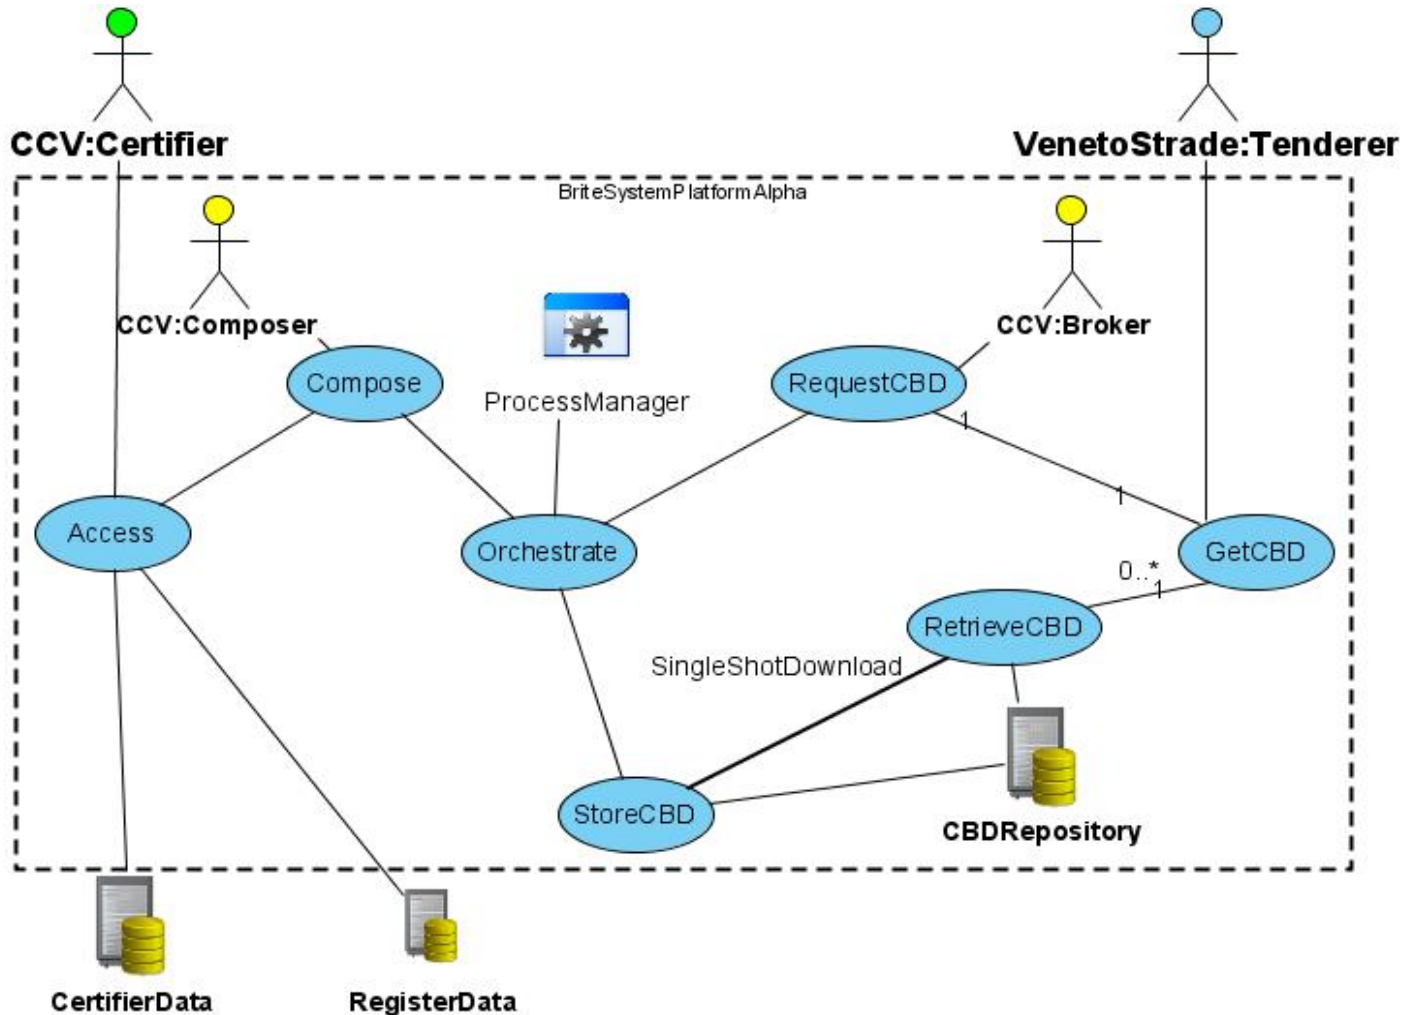 CCV:Certifier
VenetoStrade:Tenderer
BriteSystemPlatformAlpha
CCV:Composer
CCV:Broker
Compose
ProcessManager
RequestCBD
1
1
Access
Orchestrate
GetCBD
0..*
1
RetrieveCBD
SingleShotDownload
StoreCBD
CBDRepository
CertifierData
RegisterData